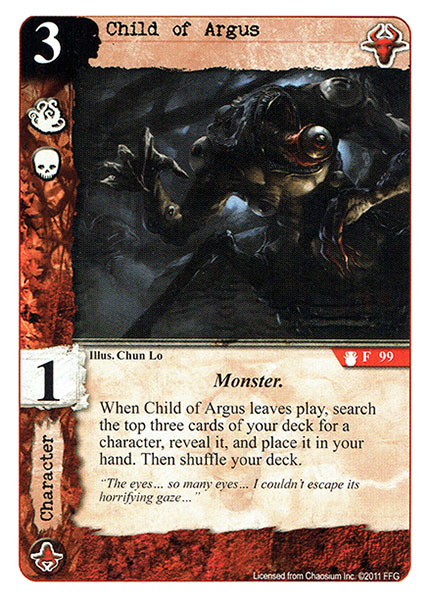 3
Child of Argus
Illus. Chun Lo
F 99
1
Character
Monster.
When Child of Argus leaves play, search
the top three cards of your deck for a
character, reveal it, and place it in your
hand. Then shuffle your deck.
“The eyes… so many eyes… I couldn’t escape its
horrifying gaze…”
Licensed from Chaosium Inc. ©2011 FFG